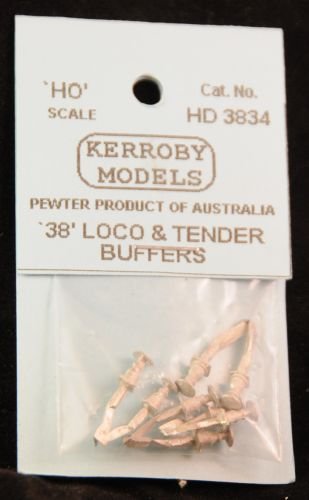 'HO'
SCALE
Cat. No.
HD 3834
KERROBY
MODELS
PEWTER PRODUCT OF AUSTRALIA
'38' LOCO & TENDER
BUFFERS